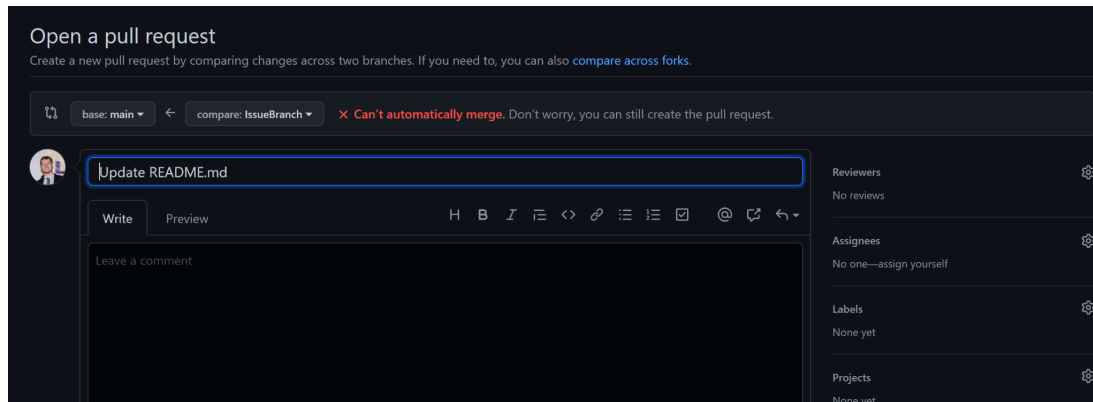 Open a pull request
Create a new pull request by comparing changes across two branches. If you need to, you can also compare across forks.
base: main ← compare: IssueBranch ✕ Can't automatically merge. Don't worry, you can still create the pull request.
Update README.md
Write Preview
Leave a comment
Reviewers
No reviews
Assignees
No one—assign yourself
Labels
None yet
Projects
None yet